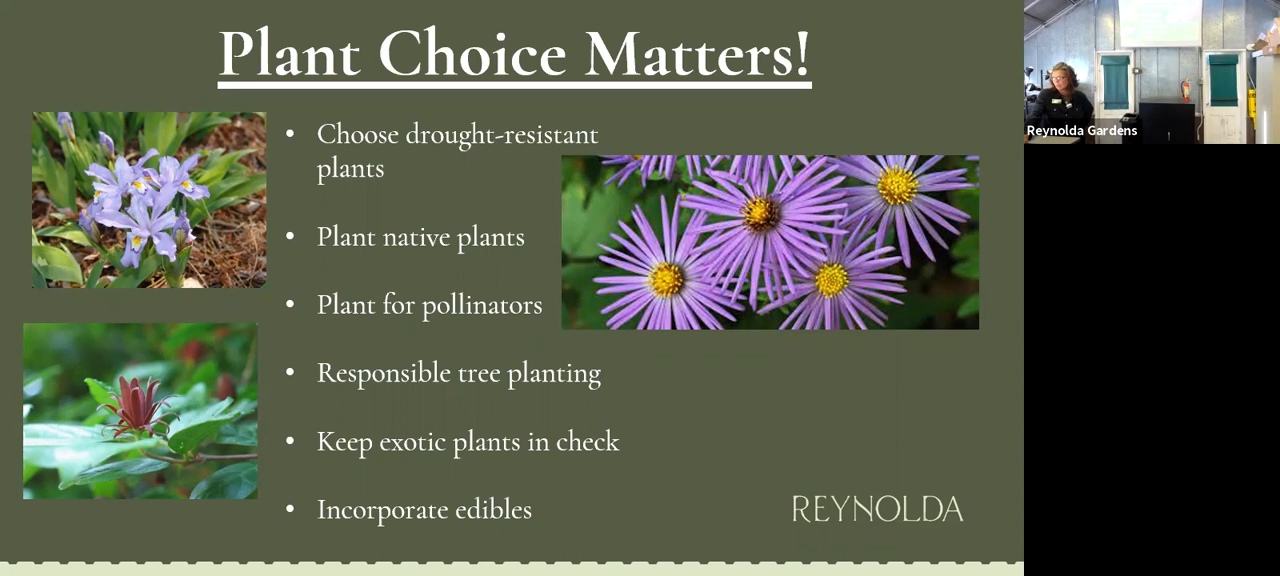 Plant Choice Matters!
• Choose drought-resistant
plants
• Plant native plants
• Plant for pollinators
• Responsible tree planting
• Keep exotic plants in check
• Incorporate edibles
REYNOLDA
Reynolda Gardens